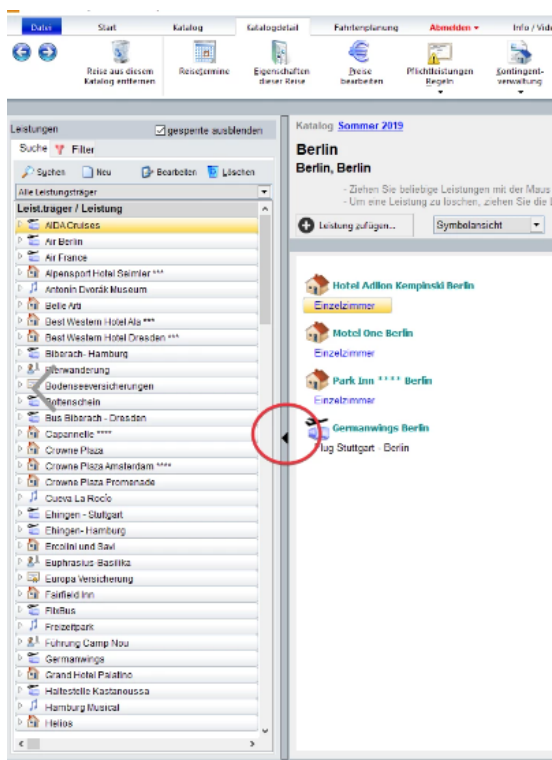 Datei Start Katalog Katalogdetail Fahrtenplanung Abmelden Info / Vide
Reise aus diesem Katalog entfernen
Reisetermine
Eigenschaften dieser Reise
Preise bearbeiten
Pflichtleistungen Regeln
Kontingent- verwaltung
Leistungen gesperrte ausblenden
Suche Filter
Suchen Neu Bearbeiten Löschen
Alle Leistungsträger
Leist.träger / Leistung
AIDA Cruises
Air Berlin
Air France
Alpensport Hotel Seimler ***
Antonín Dvorák Museum
Belle Arti
Best Western Hotel Ala ***
Best Western Hotel Dresden ***
Biberach- Hamburg
Bierwanderung
Bodenseeversicherungen
Bus Biberach - Dresden
Capannelle ****
Crowne Plaza
Crowne Plaza Amsterdam ****
Crowne Plaza Promenade
Cueva La Rocío
Ehingen - Stuttgart
Ehingen- Hamburg
Ercolini und Savi
Euphrasius-Basilika
Europa Versicherung
Fairfield Inn
FlixBus
Freizeitpark
Führung Camp Nou
Germanwings
Grand Hotel Palatino
Haltestelle Kastanoussa
Hamburg Musical
Helios
Katalog Sommer 2019
Berlin
Berlin, Berlin
- Ziehen Sie beliebige Leistungen mit der Maus
- Um eine Leistung zu löschen, ziehen Sie die L
Leistung zufügen... Symbolansicht
Hotel Adlon Kempinski Berlin
Einzelzimmer
Motel One Berlin
Einzelzimmer
Park Inn **** Berlin
Einzelzimmer
Germanwings Berlin
Flug Stuttgart - Berlin